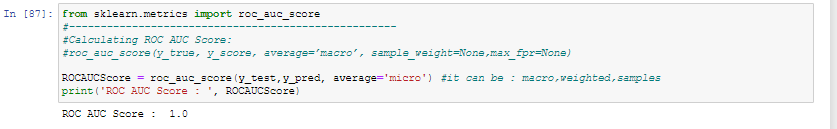 In [87]: from sklearn.metrics import roc_auc_score
#----------------------------------------------------
#Calculating ROC AUC Score:
#roc_auc_score(y_true, y_score, average=’macro’, sample_weight=None,max_fpr=None)
ROCAUCScore = roc_auc_score(y_test,y_pred, average='micro') #it can be : macro,weighted,samples
print('ROC AUC Score : ', ROCAUCScore)
ROC AUC Score :  1.0